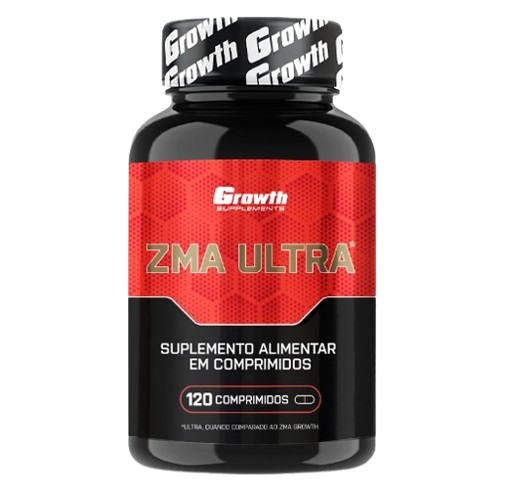 Growth
Growth
Growth
Growth
Growth
SUPPLEMENTS
ZMA ULTRA*
SUPLEMENTO ALIMENTAR
EM COMPRIMIDOS
120 COMPRIMIDOS
*ULTRA, QUANDO COMPARADO AO ZMA GROWTH.